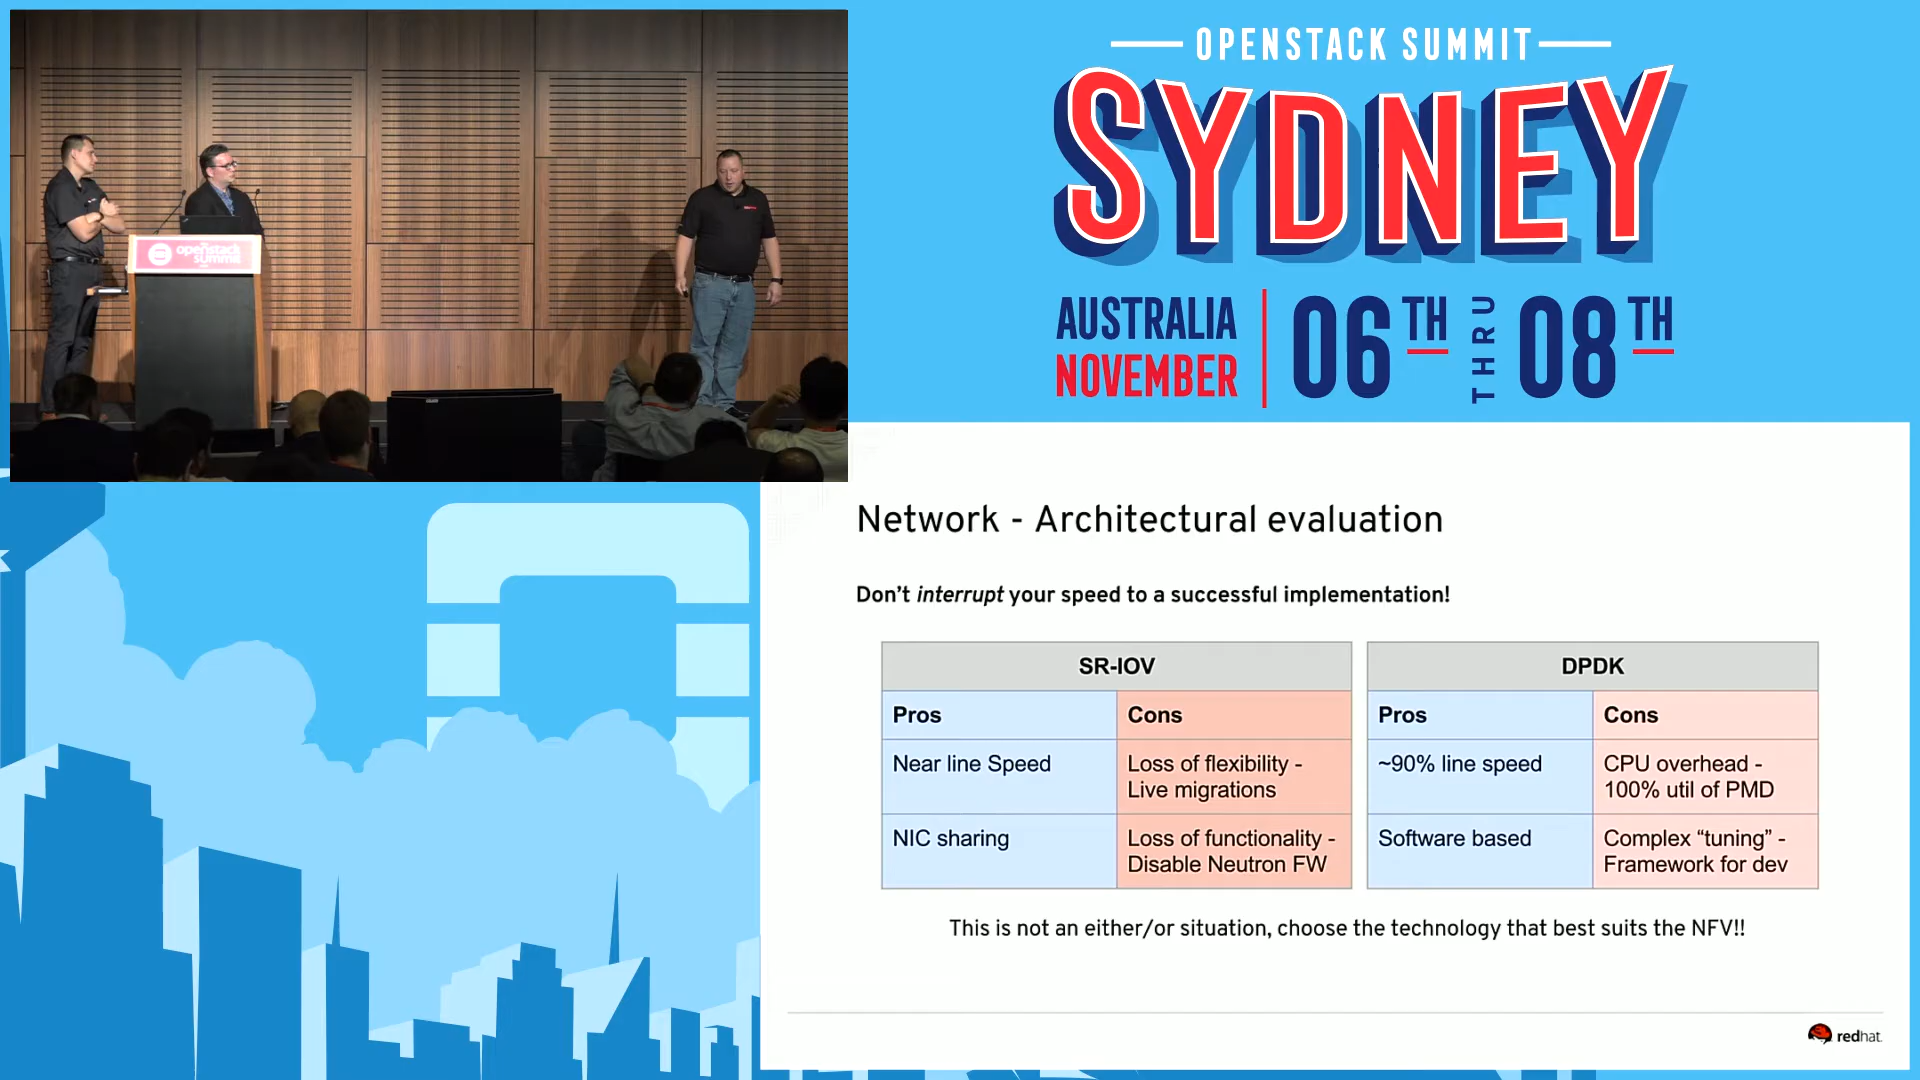 openstack
summit
OPENSTACK SUMMIT
SYDNEY
AUSTRALIA
NOVEMBER
06TH THRU 08TH
Network - Architectural evaluation
Don’t interrupt your speed to a successful implementation!
SR-IOV
Pros
Cons
Near line Speed
Loss of flexibility -
Live migrations
NIC sharing
Loss of functionality -
Disable Neutron FW
DPDK
Pros
Cons
~90% line speed
CPU overhead -
100% util of PMD
Software based
Complex “tuning” -
Framework for dev
This is not an either/or situation, choose the technology that best suits the NFV!!
redhat.